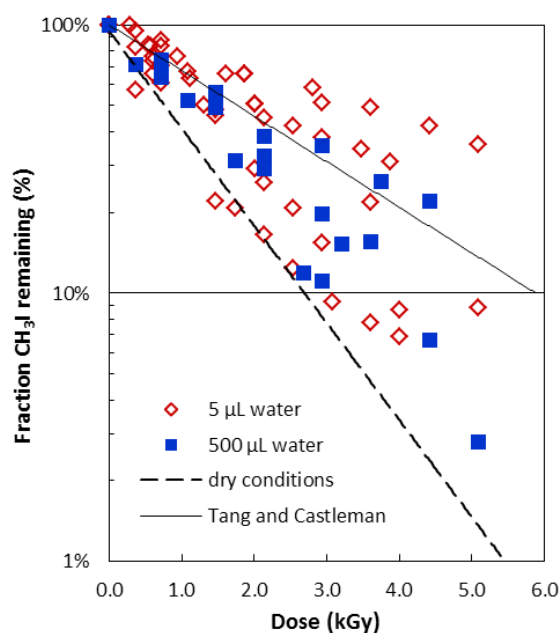 100%
10%
1%
Fraction CH₃I remaining (%)
5 µL water
500 µL water
dry conditions
Tang and Castleman
0.0 1.0 2.0 3.0 4.0 5.0 6.0
Dose (kGy)